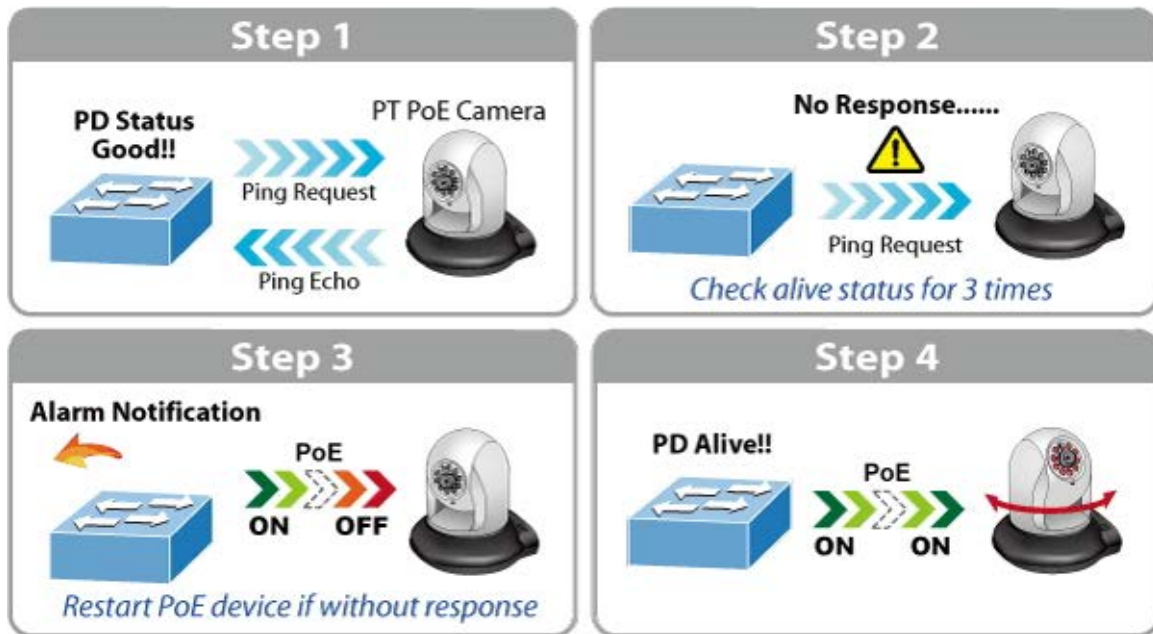 Step 1
PD Status
Good!!
PT PoE Camera
Ping Request
Ping Echo
Step 2
No Response......
Ping Request
Check alive status for 3 times
Step 3
Alarm Notification
PoE
ON OFF
Restart PoE device if without response
Step 4
PD Alive!!
PoE
ON ON